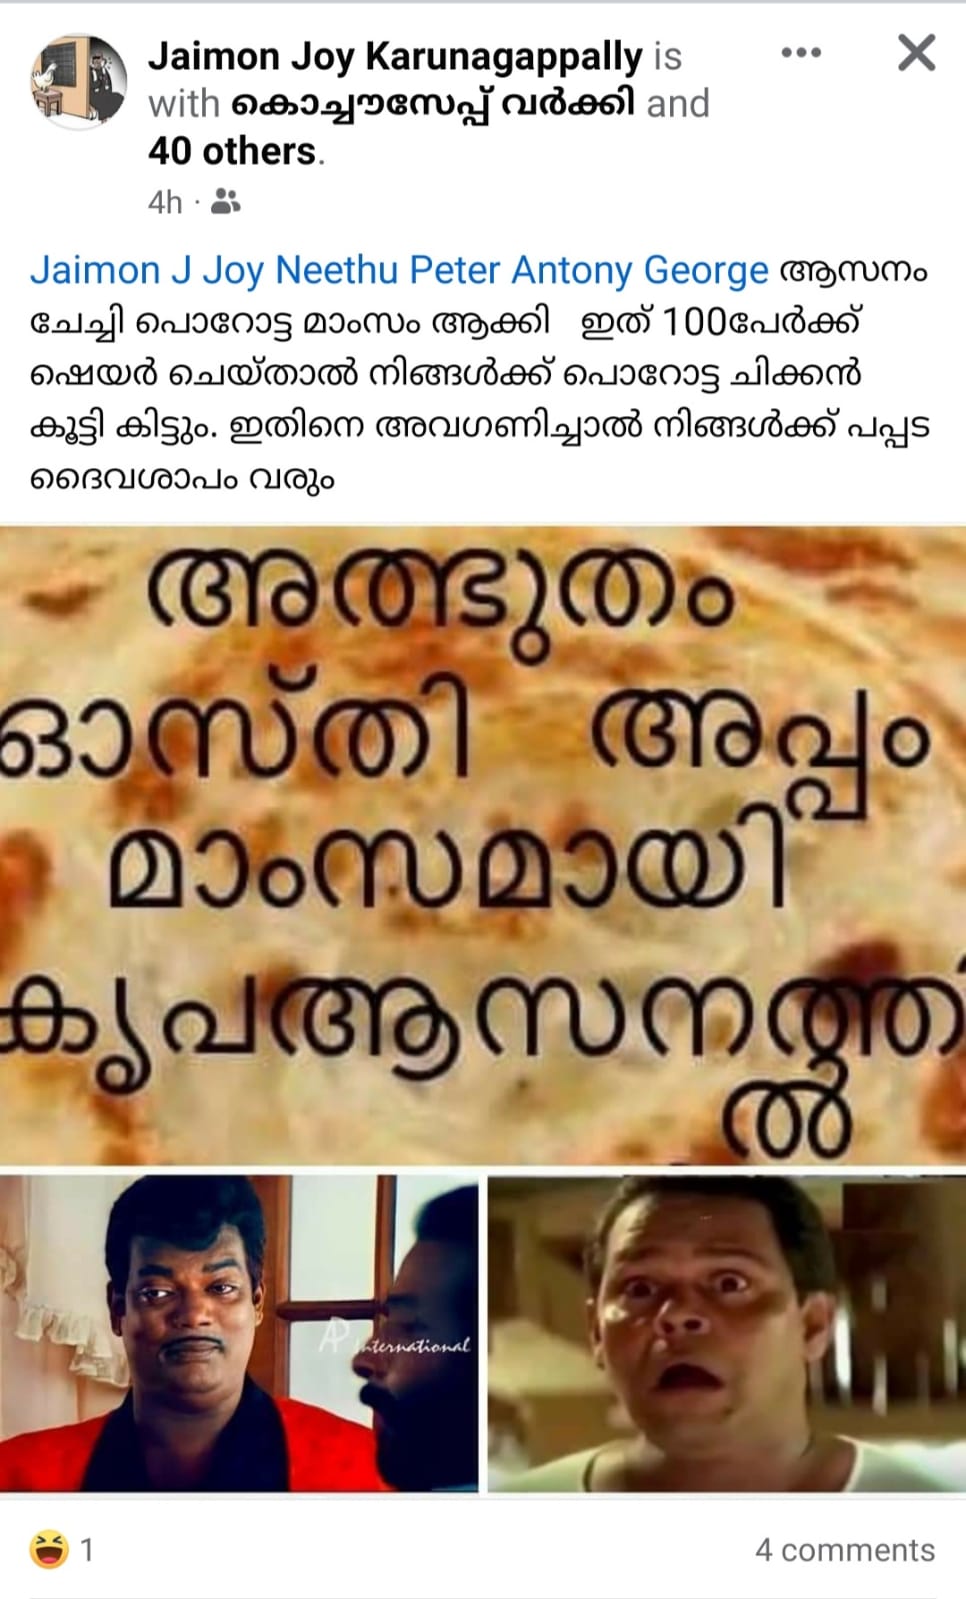 Jaimon Joy Karunagappally is
with കൊച്ചൗസേപ്പ് വർക്കി and
40 others.
4h ·
Jaimon J Joy Neethu Peter Antony George ആസനം
ചേച്ചി പൊറോട്ട മാംസം ആക്കി ഇത് 100പേർക്ക്
ഷെയർ ചെയ്താൽ നിങ്ങൾക്ക് പൊറോട്ട ചിക്കൻ
കൂട്ടി കിട്ടും. ഇതിനെ അവഗണിച്ചാൽ നിങ്ങൾക്ക് പപ്പട
ദൈവശാപം വരും
അത്ഭുതം
ഓസ്തി അപ്പം
മാംസമായി
കൃപആസനത്ത
ൽ
AP International
1
4 comments